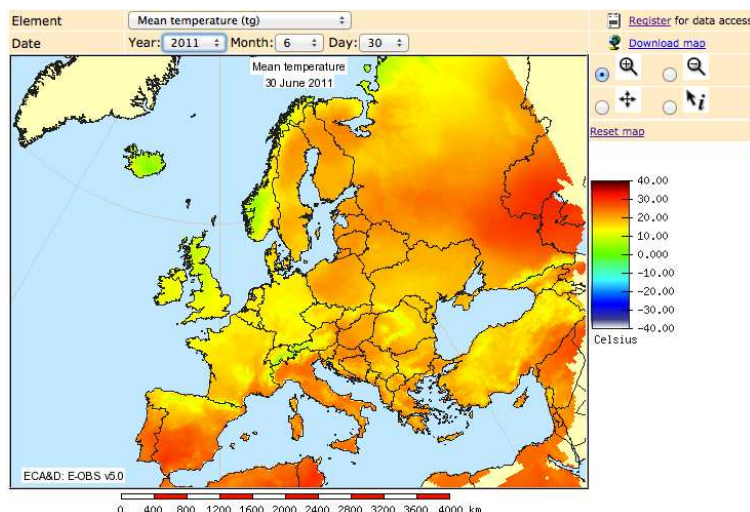 Element Mean temperature (tg) Register for data access
Date Year: 2011 Month: 6 Day: 30 Download map
Mean temperature
30 June 2011
Reset map
40.00
30.00
20.00
10.00
0.000
-10.00
-20.00
-30.00
-40.00
Celsius
ECA&D: E-OBS v5.0
0 400 800 1200 1600 2000 2400 2800 3200 3600 4000 km